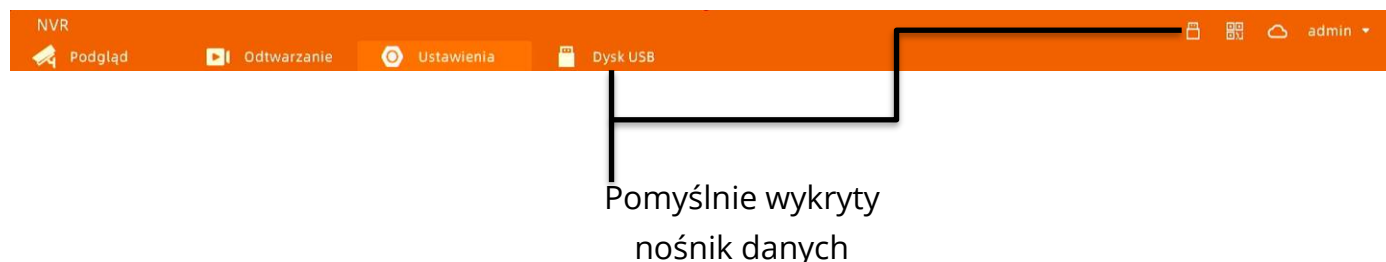 NVR
admin
Podgląd Odtwarzanie Ustawienia Dysk USB
Pomyślnie wykryty
nośnik danych